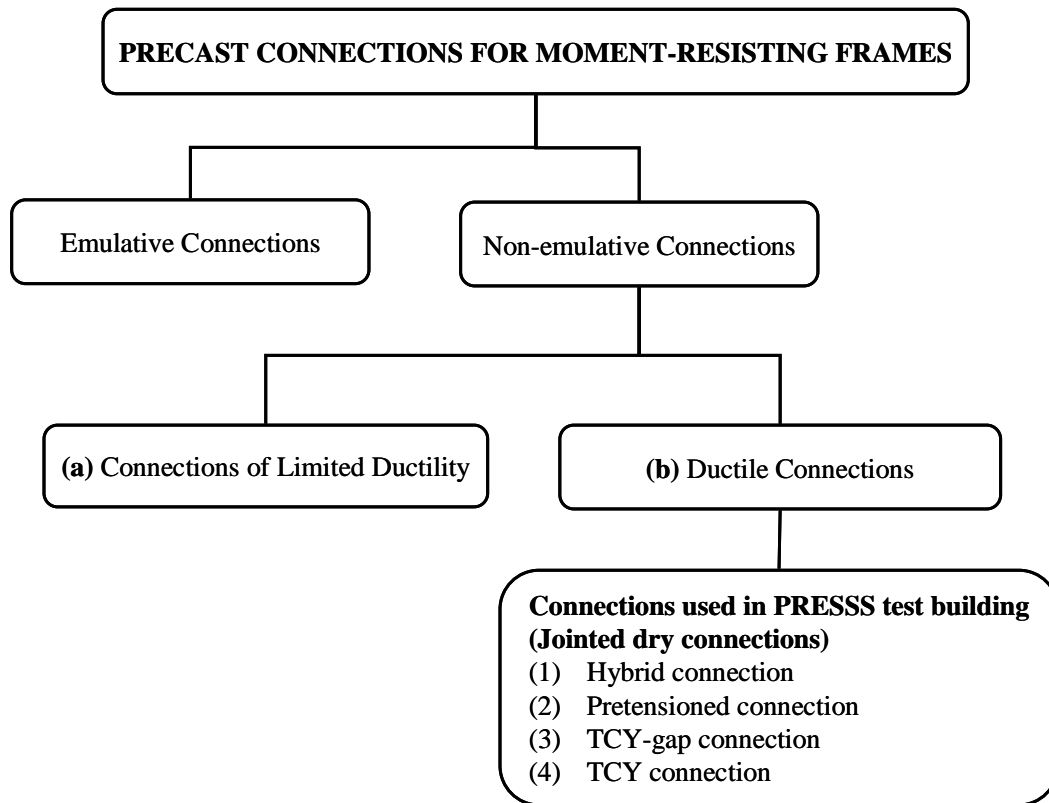 PRECAST CONNECTIONS FOR MOMENT-RESISTING FRAMES
Emulative Connections
Non-emulative Connections
(a) Connections of Limited Ductility
(b) Ductile Connections
Connections used in PRESSS test building
(Jointed dry connections)
(1) Hybrid connection
(2) Pretensioned connection
(3) TCY-gap connection
(4) TCY connection